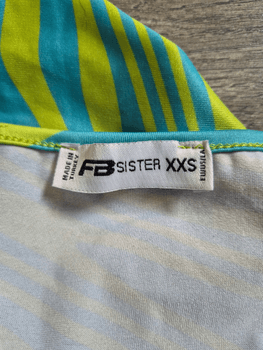 MADE IN
TURKEY
FB SISTER XXS